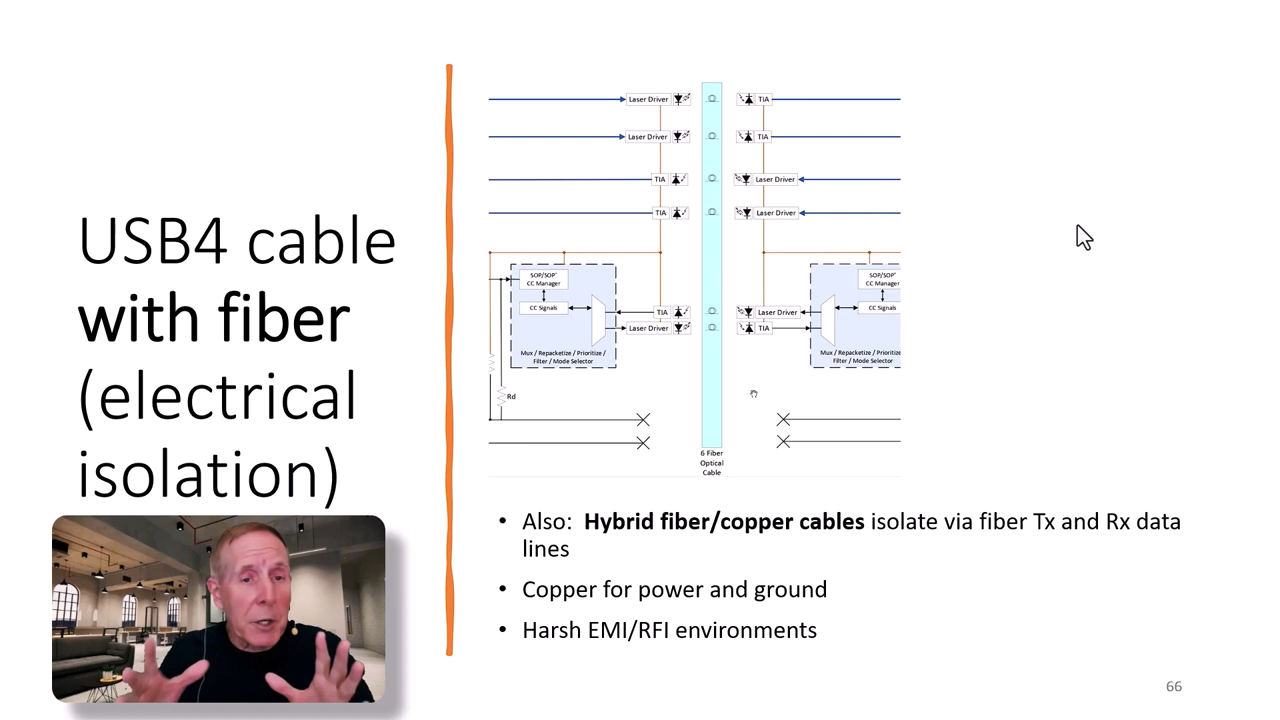 USB4 cable
with fiber
(electrical
isolation)
Laser Driver
TIA
Laser Driver
TIA
TIA
Laser Driver
TIA
Laser Driver
SOP/SOP'
CC Manager
CC Signals
TIA
Laser Driver
Mux / Repacketize / Prioritize /
Filter / Mode Selector
Rd
Laser Driver
TIA
SOP/SOP'
CC Manager
CC Signals
Mux / Repacketize / Prioritize
Filter / Mode Selector
6 Fiber
Optical
Cable
• Also: Hybrid fiber/copper cables isolate via fiber Tx and Rx data
lines
• Copper for power and ground
• Harsh EMI/RFI environments
66